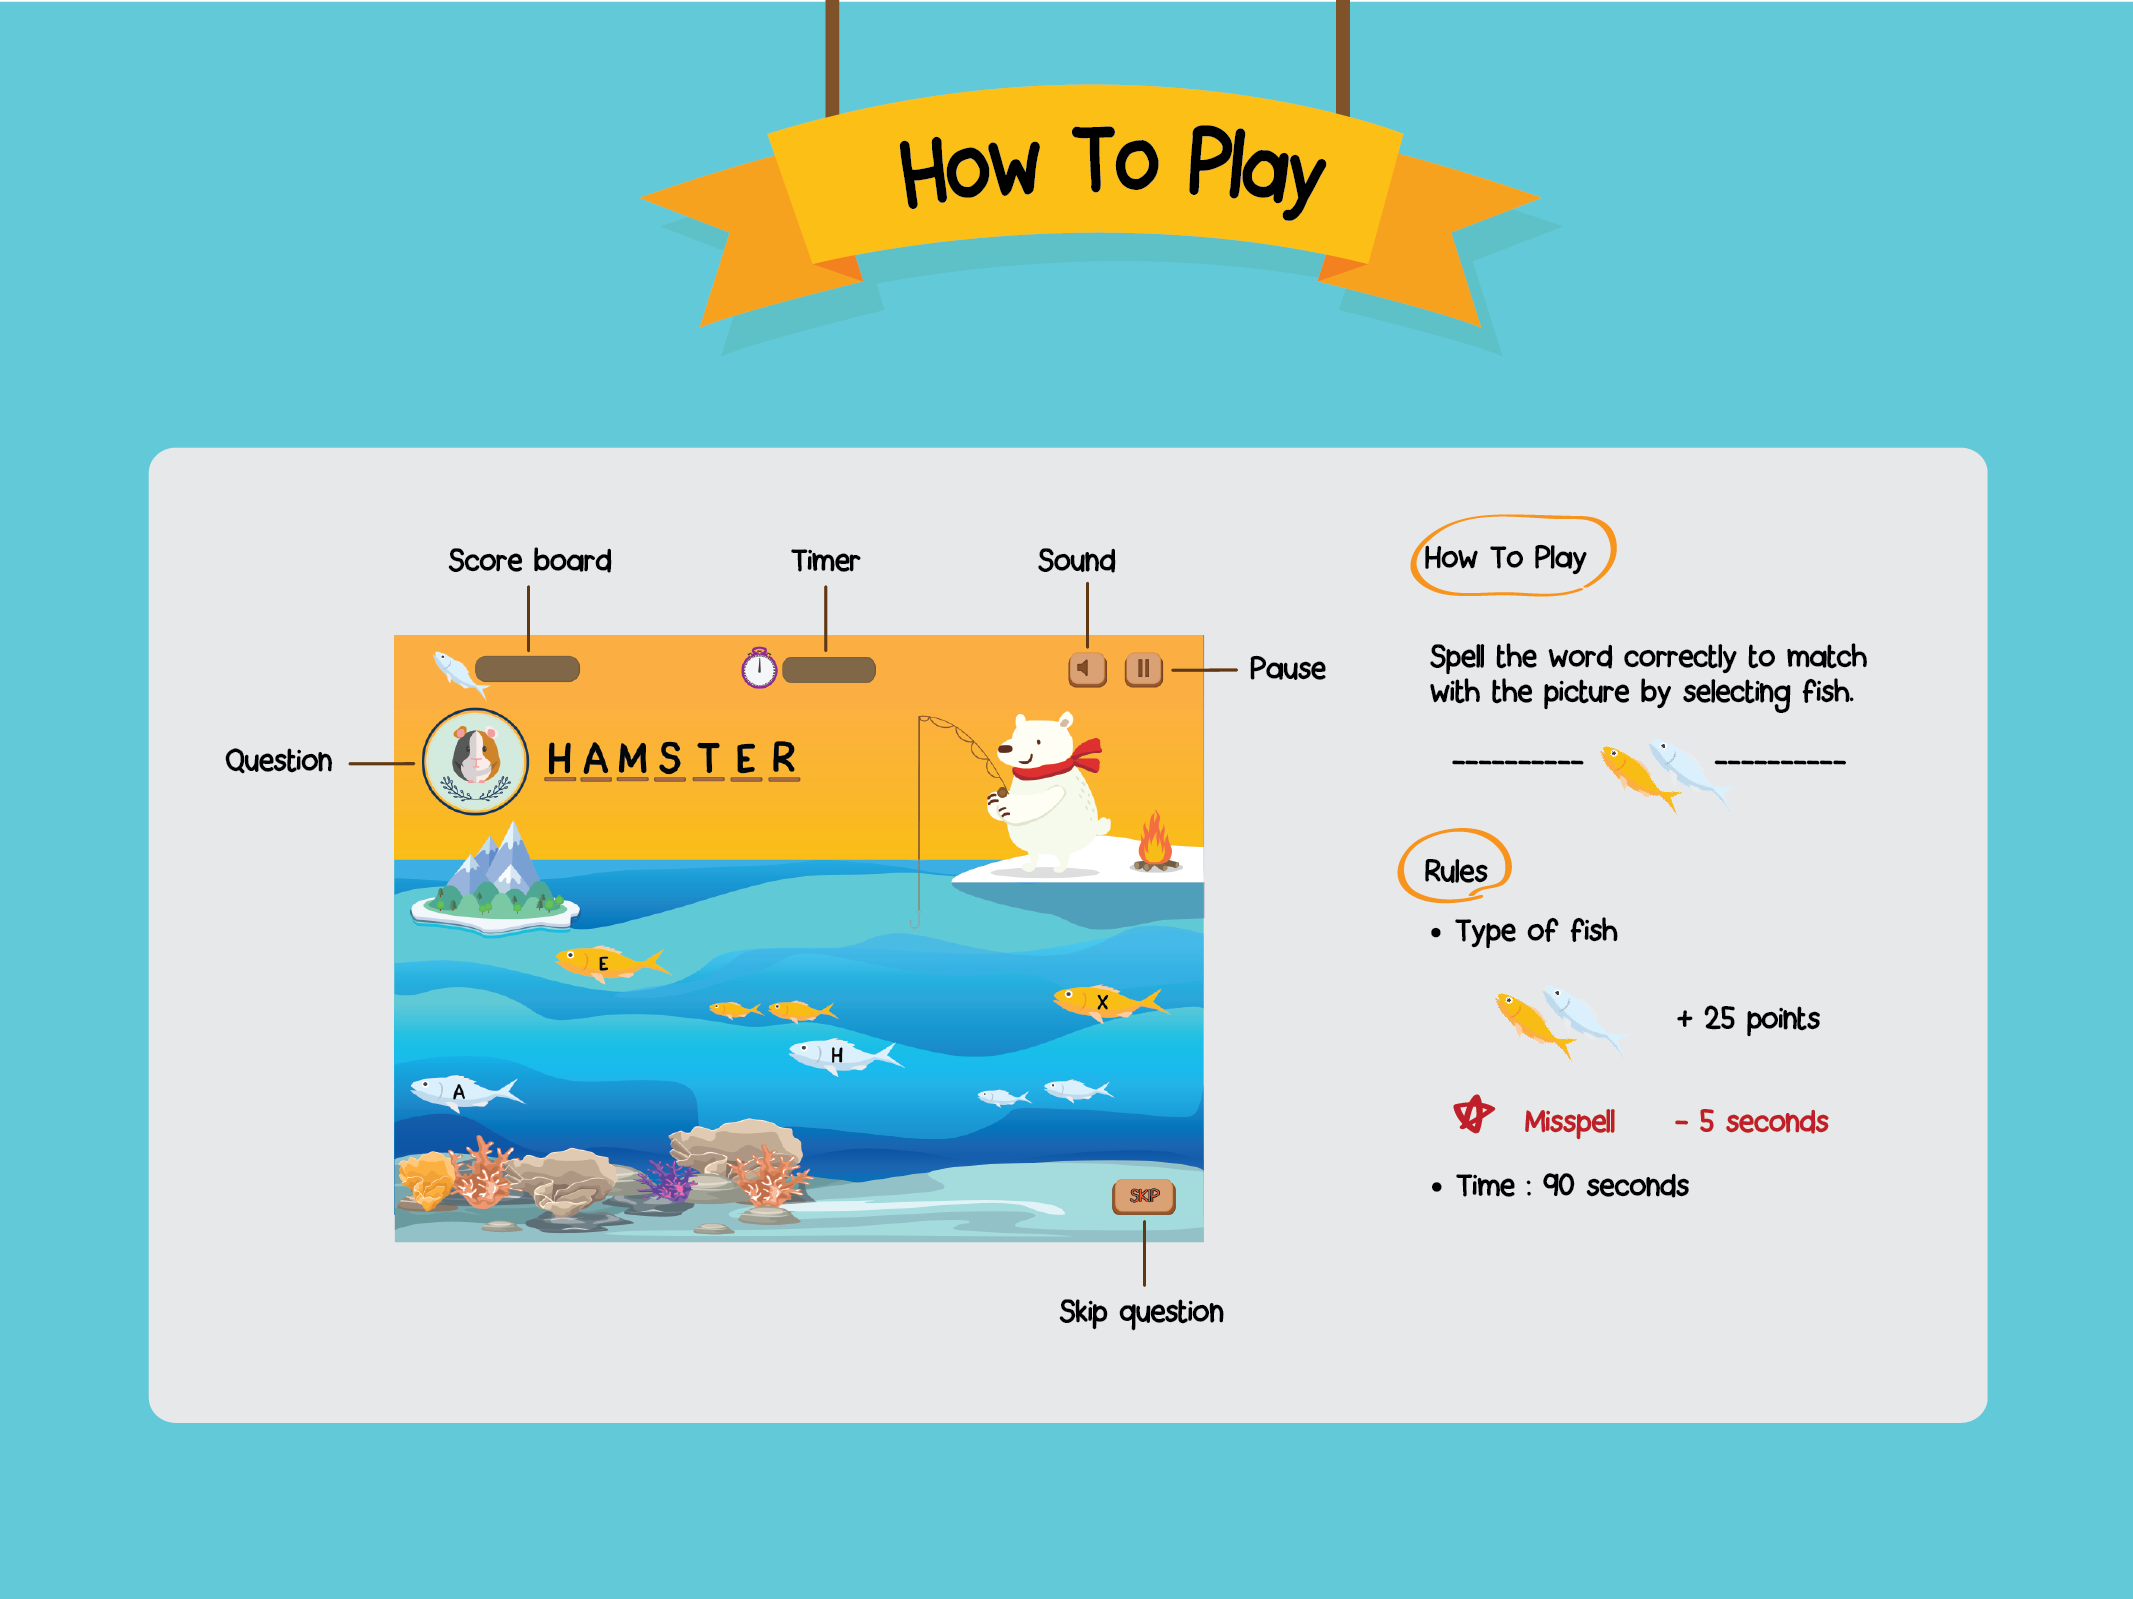 How To Play
Score board
Timer
Sound
Pause
Question
HAMSTER
E
X
H
A
SKIP
Skip question
How To Play
Spell the word correctly to match
with the picture by selecting fish.
---------- ----------
Rules
• Type of fish
+ 25 points
Misspell - 5 seconds
• Time : 90 seconds